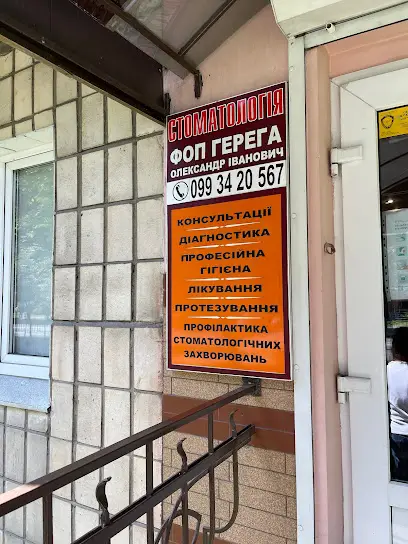 СТОМАТОЛОГІЯ
ФОП ГЕРЕГА
ОЛЕКСАНДР ІВАНОВИЧ
099 34 20 567
КОНСУЛЬТАЦІЇ
ДІАГНОСТИКА
ПРОФЕСІЙНА
ГІГІЄНА
ЛІКУВАННЯ
ПРОТЕЗУВАННЯ
ПРОФІЛАКТИКА
СТОМАТОЛОГІЧНИХ
ЗАХВОРЮВАНЬ